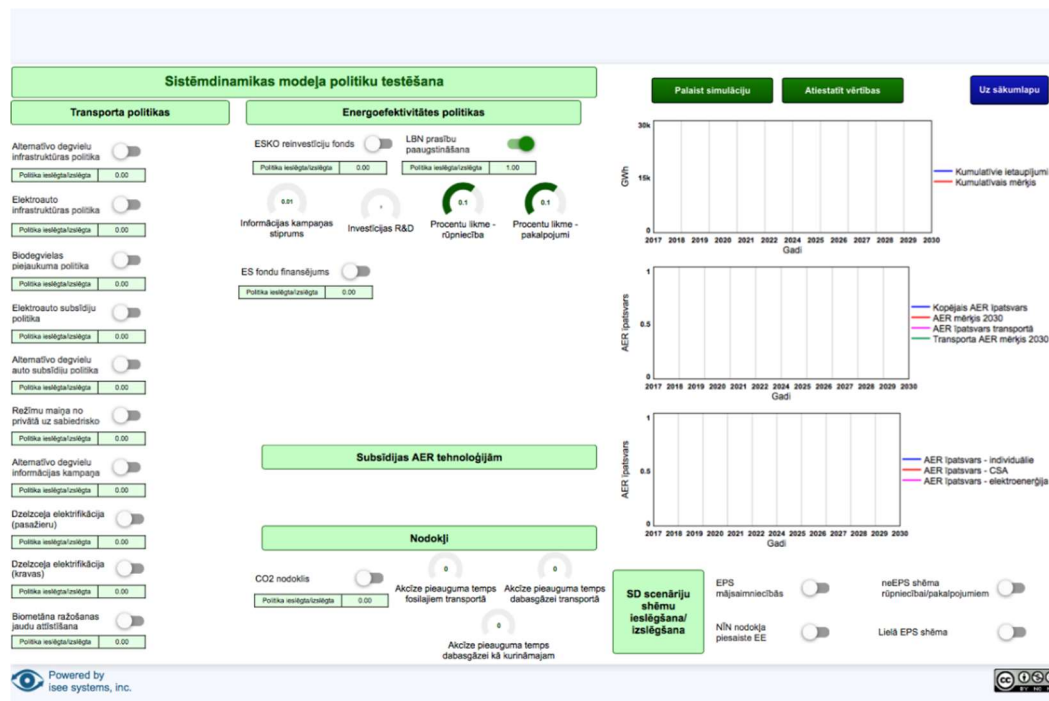 Sistēmdinamikas modeļa politiku testēšana
Transporta politikas
Alternatīvo degvielu
infrastruktūras politika
Politika ieslēgta/izslēgta 0.00
Elektroauto
infrastruktūras politika
Politika ieslēgta/izslēgta 0.00
Biodegvielas
pieјaukuma politika
Politika ieslēgta/izslēgta 0.00
Elektroauto subsīdiju
politika
Politika ieslēgta/izslēgta 0.00
Alternatīvo degvielu
auto subsīdiju politika
Politika ieslēgta/izslēgta 0.00
Režīmu maiņa no
privātā uz sabiedrisko
Politika ieslēgta/izslēgta 0.00
Alternatīvo degvielu
informācijas kampaņa
Politika ieslēgta/izslēgta 0.00
Dzelzceļa elektrifikācija
(pasažieru)
Politika ieslēgta/izslēgta 0.00
Dzelzceļa elektrifikācija
(kravas)
Politika ieslēgta/izslēgta 0.00
Biometāna ražošanas
jaudu attīstīšana
Politika ieslēgta/izslēgta 0.00
Energoefektivitātes politikas
ESKO reinvestīciju fonds
Politika ieslēgta/izslēgta 0.00
LBN prasību
paaugstināšana
Politika ieslēgta/izslēgta 1.00
0.01
Informācijas kampaņas
stiprums
Investīcijas R&D
0.1
Procentu likme -
rūpniecība
0.1
Procentu likme -
pakalpojumi
ES fondu finansējums
Politika ieslēgta/izslēgta 0.00
Subsīdijas AER tehnoloģijām
Nodokļi
CO2 nodoklis
Politika ieslēgta/izslēgta 0.00
0
Akcīze pieauguma temps
fosilajiem transportā
0
Akcīze pieauguma temps
dabasgāzei transportā
0
Akcīze pieauguma temps
dabasgāzei kā kurināmajam
Palaist simulāciju
Atiestatīt vērtības
Uz sākumlapu
30k
GWh
15k
0
2017 2018 2019 2020 2021 2022 2024 2025 2026 2027 2028 2029 2030
Gadi
Kumulatīvie ietaupījumi
Kumulatīvais mērķis
1
AER īpatsvars
0.5
0
2017 2018 2019 2020 2021 2022 2024 2025 2026 2027 2028 2029 2030
Gadi
Kopējais AER īpatsvars
AER mērķis 2030
AER īpatsvars transportā
Transporta AER mērķis 2030
1
AER īpatsvars
0.5
0
2017 2018 2019 2020 2021 2022 2024 2025 2026 2027 2028 2029 2030
Gadi
AER īpatsvars - individuālie
AER īpatsvars - CSA
AER īpatsvars - elektroenerģija
SD scenāriju
shēmu
ieslēgšana/
izslēgšana
EPS
mājsaimniecībās
neEPS shēma
rūpniecībai/pakalpojumiem
NĪN nodokļa
piesaiste EE
Lielā EPS shēma
Powered by
isee systems, inc.
cc
BY NC